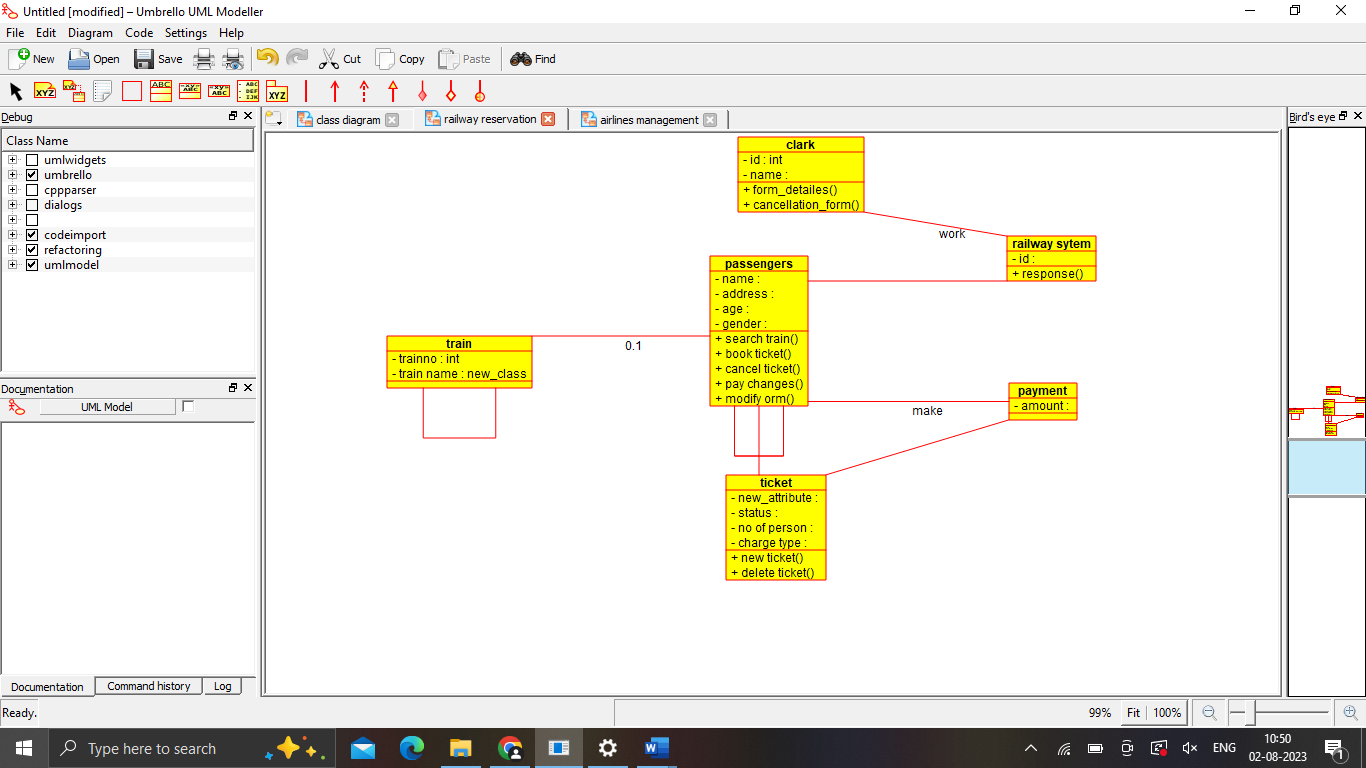 Untitled [modified] – Umbrello UML Modeller
File Edit Diagram Code Settings Help
New Open Save Cut Copy Paste Find
XYZ XYZ ABC -xy= ABC -xy= ABC ABC DEF IJK XYZ
Debug
Class Name
umlwidgets
umbrello
cppparser
dialogs
codeimport
refactoring
umlmodel
Documentation
UML Model
Documentation Command history Log
class diagram railway reservation airlines management
clark
- id : int
- name :
+ form_detailes()
+ cancellation_form()
work
railway sytem
- id :
+ response()
passengers
- name :
- address :
- age :
- gender :
+ search train()
+ book ticket()
+ cancel ticket()
+ pay changes()
+ modify orm()
train
- trainno : int
- train name : new_class
0.1
make
payment
- amount :
ticket
- new_attribute :
- status :
- no of person :
- charge type :
+ new ticket()
+ delete ticket()
Bird's eye
Ready.
99% Fit 100%
Type here to search
ENG
10:50
02-08-2023
1